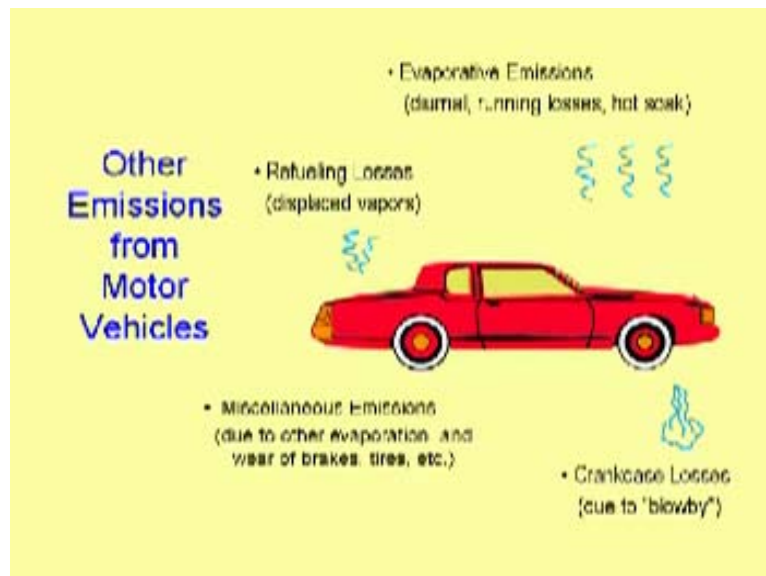 Other
Emissions
from
Motor
Vehicles
• Evaporative Emissions
(diurnal, running losses, hot soak)
• Refueling Losses
(displaced vapors)
• Miscellaneous Emissions
(due to other evaporation and
wear of brakes, tires, etc.)
• Crankcase Losses
(due to "blowby")